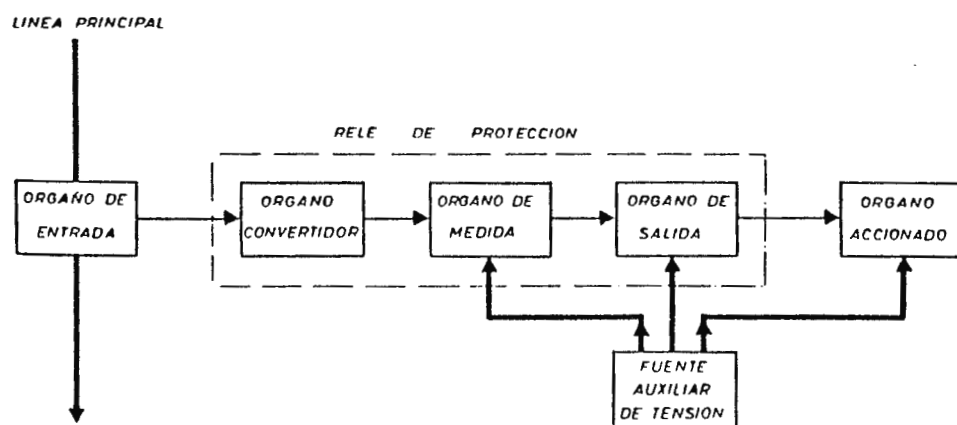 LINEA PRINCIPAL
RELE DE PROTECCION
ORGANO DE
ENTRADA
ORGANO
CONVERTIDOR
ORGANO DE
MEDIDA
ORGANO DE
SALIDA
ORGANO
ACCIONADO
FUENTE
AUXILIAR
DE TENSION